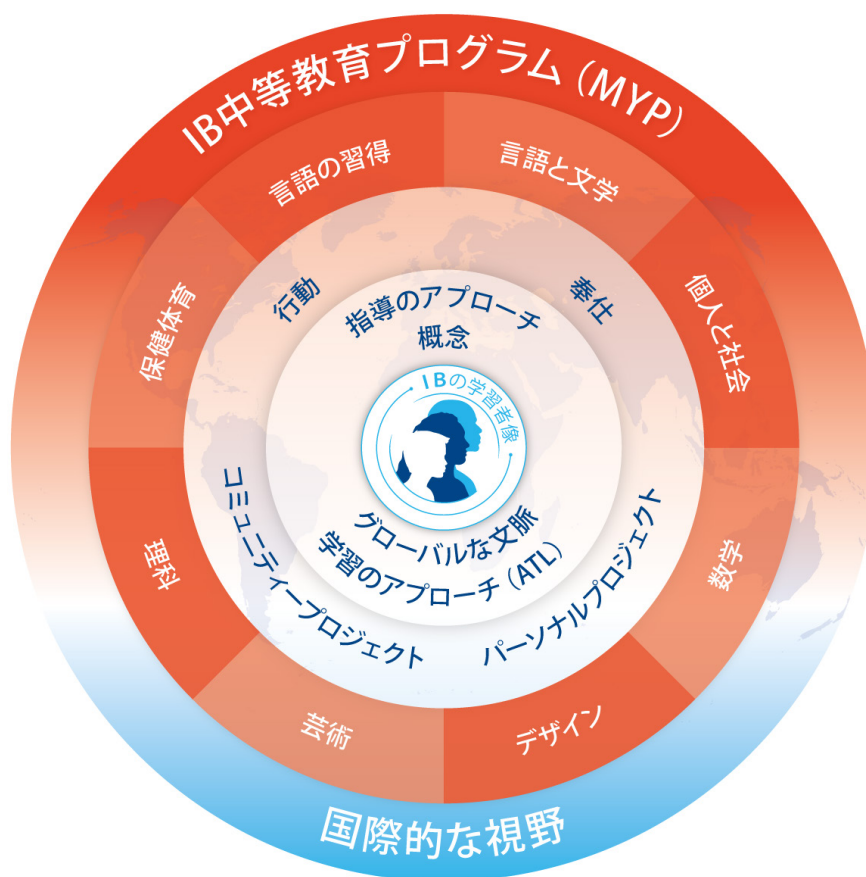 IB中等教育プログラム（MYP）
言語の習得
言語と文学
保健体育
個人と社会
理科
数学
芸術
デザイン
行動
奉仕
コミュニティープロジェクト
パーソナルプロジェクト
指導のアプローチ
概念
IBの学習者像
グローバルな文脈
学習のアプローチ（ATL）
国際的な視野